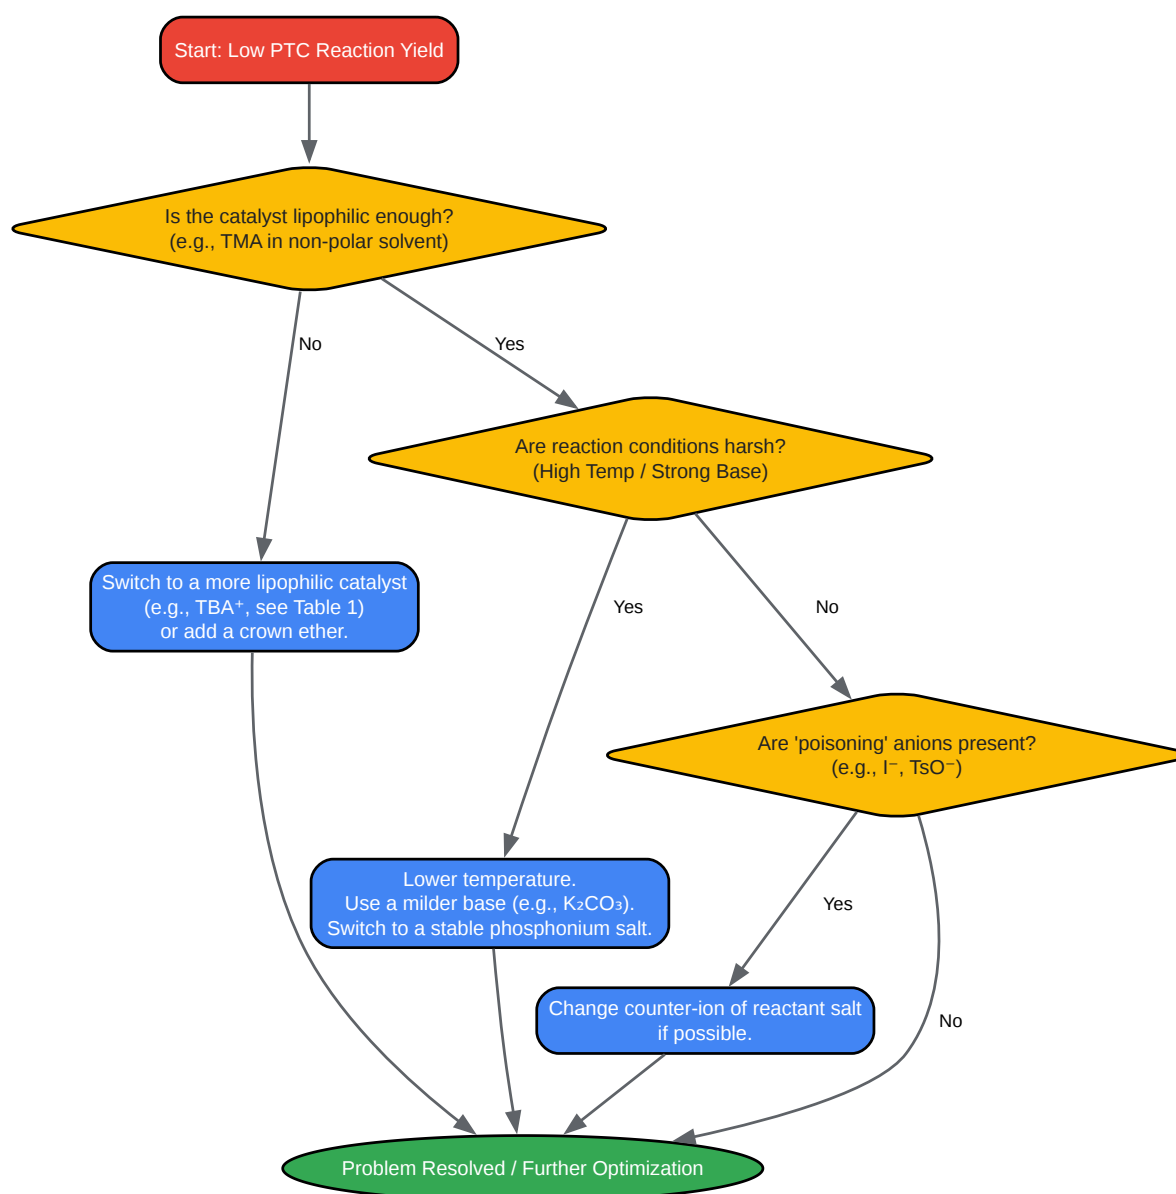 Start: Low PTC Reaction Yield
Is the catalyst lipophilic enough?
(e.g., TMA in non-polar solvent)
No
Yes
Are reaction conditions harsh?
(High Temp / Strong Base)
Switch to a more lipophilic catalyst
(e.g., TBA⁺, see Table 1)
or add a crown ether.
Yes
No
Are 'poisoning' anions present?
(e.g., I⁻, TsO⁻)
Lower temperature.
Use a milder base (e.g., K₂CO₃).
Switch to a stable phosphonium salt.
Yes
Change counter-ion of reactant salt
if possible.
No
Problem Resolved / Further Optimization